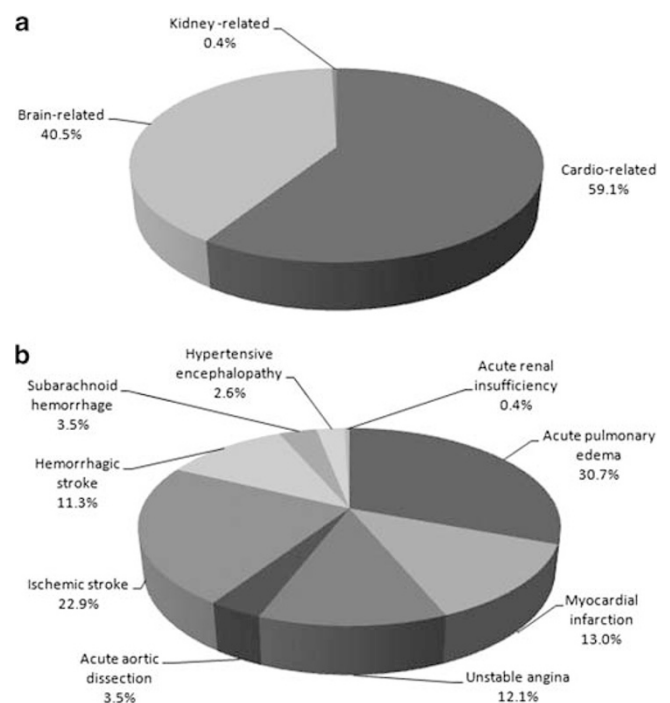 a
Kidney-related
0.4%
Brain-related
40.5%
Cardio-related
59.1%
b
Hypertensive
encephalopathy
2.6%
Acute renal
insufficiency
0.4%
Subarachnoid
hemorrhage
3.5%
Acute pulmonary
edema
30.7%
Hemorrhagic
stroke
11.3%
Ischemic stroke
22.9%
Myocardial
infarction
13.0%
Acute aortic
dissection
3.5%
Unstable angina
12.1%